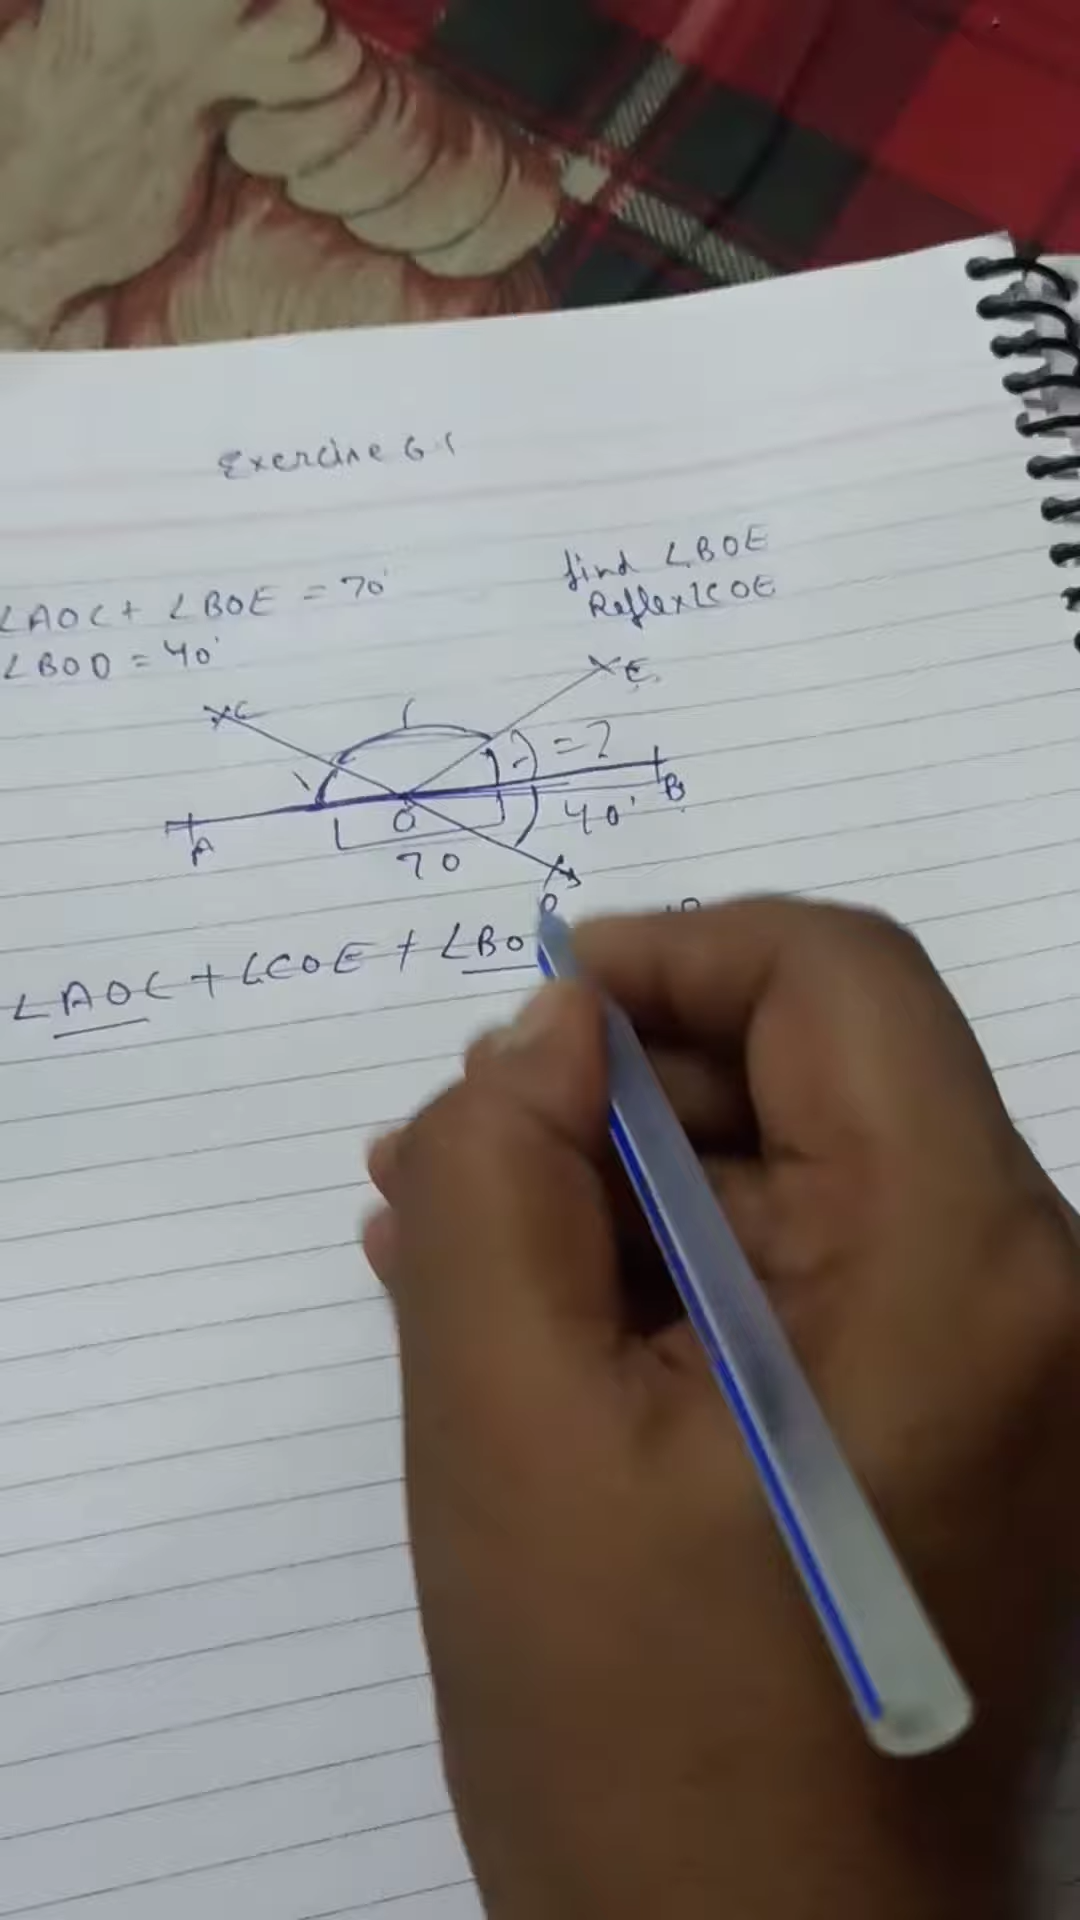 Exercise 6.1
∠AOC + ∠BOE = 70°
∠BOD = 40°
find ∠BOE
Reflex ∠COE
C
E
= ?
A
O
B
40°
70
D
∠AOC + ∠COE + ∠BO